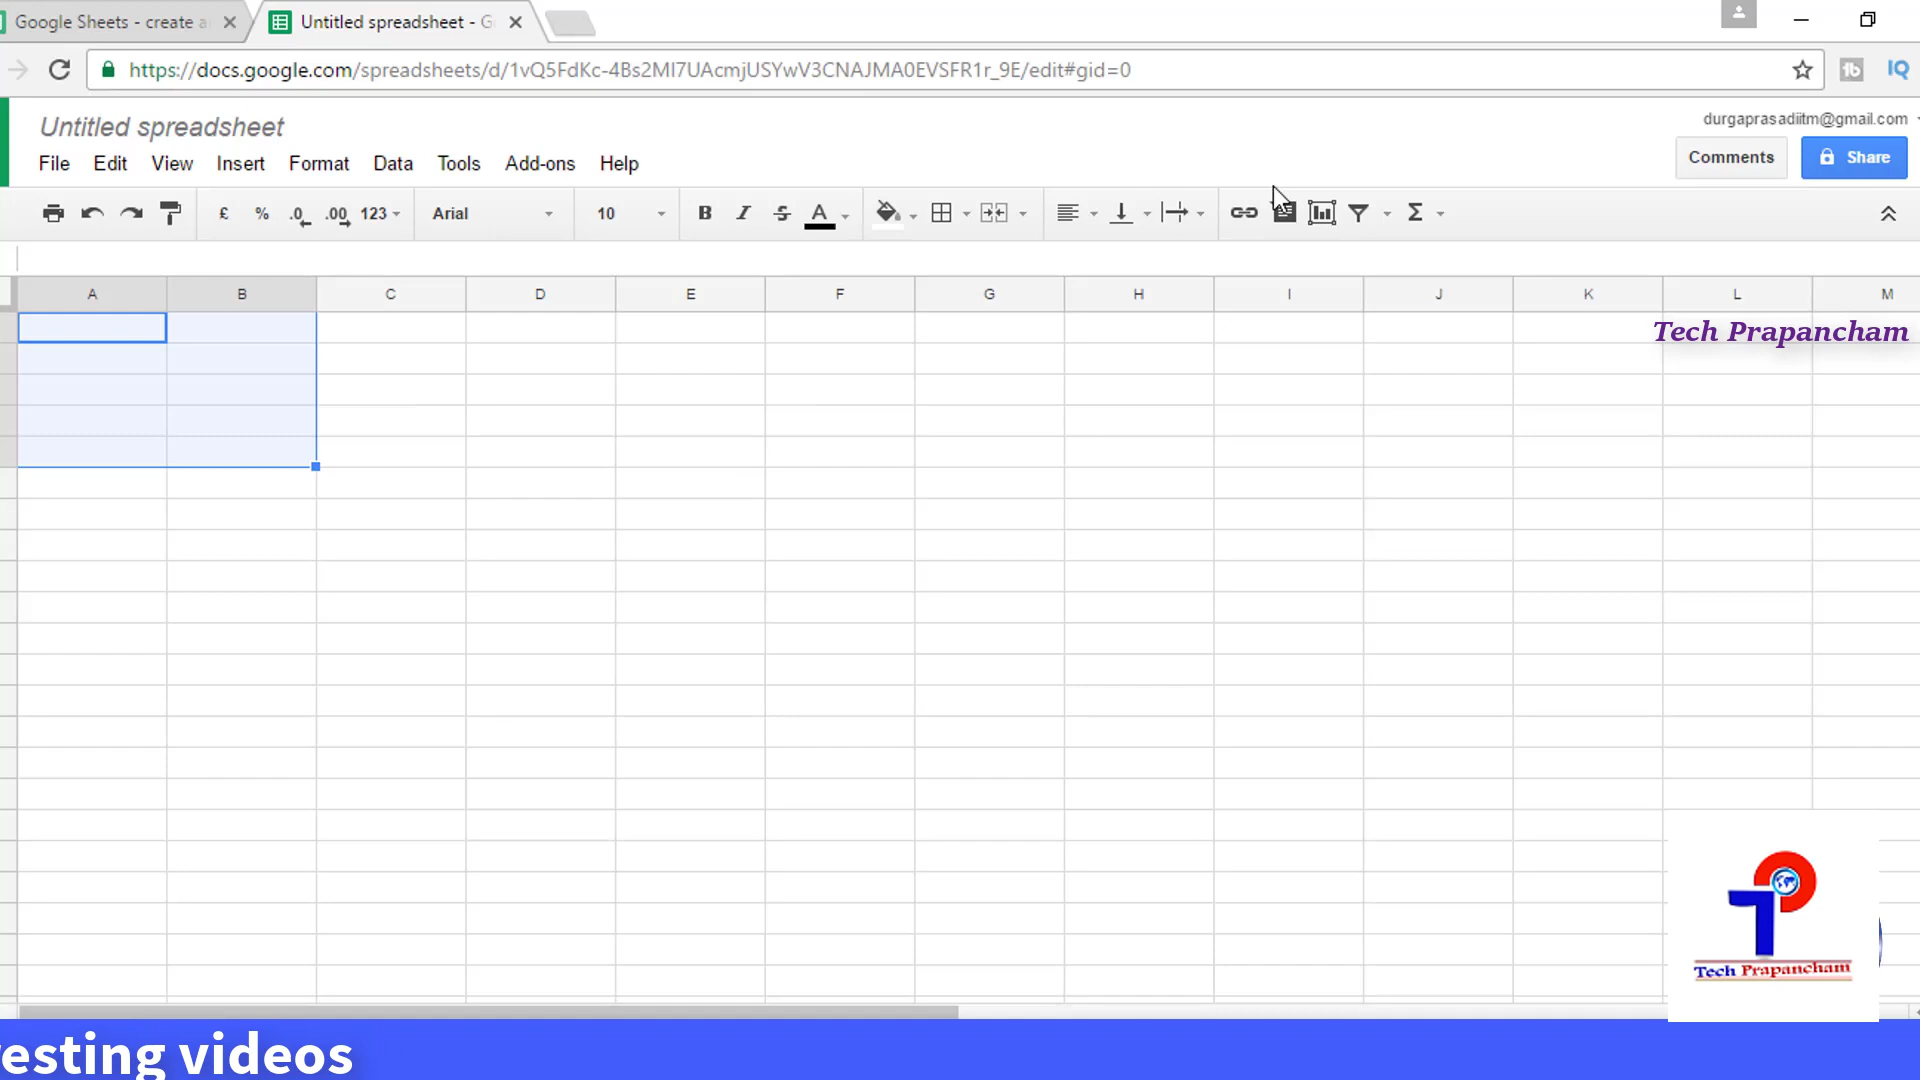 Google Sheets - create a
Untitled spreadsheet - G
https://docs.google.com/spreadsheets/d/1vQ5FdKc-4Bs2MI7UAcmjUSYwV3CNAJMA0EVSFR1r_9E/edit#gid=0
IQ
Untitled spreadsheet
durgaprasadiitm@gmail.com
File Edit View Insert Format Data Tools Add-ons Help
Comments
Share
£ % .0 .00 123 Arial 10 B I S A Σ
A B C D E F G H I J K L M
Tech Prapancham
Tech Prapancham
resting videos